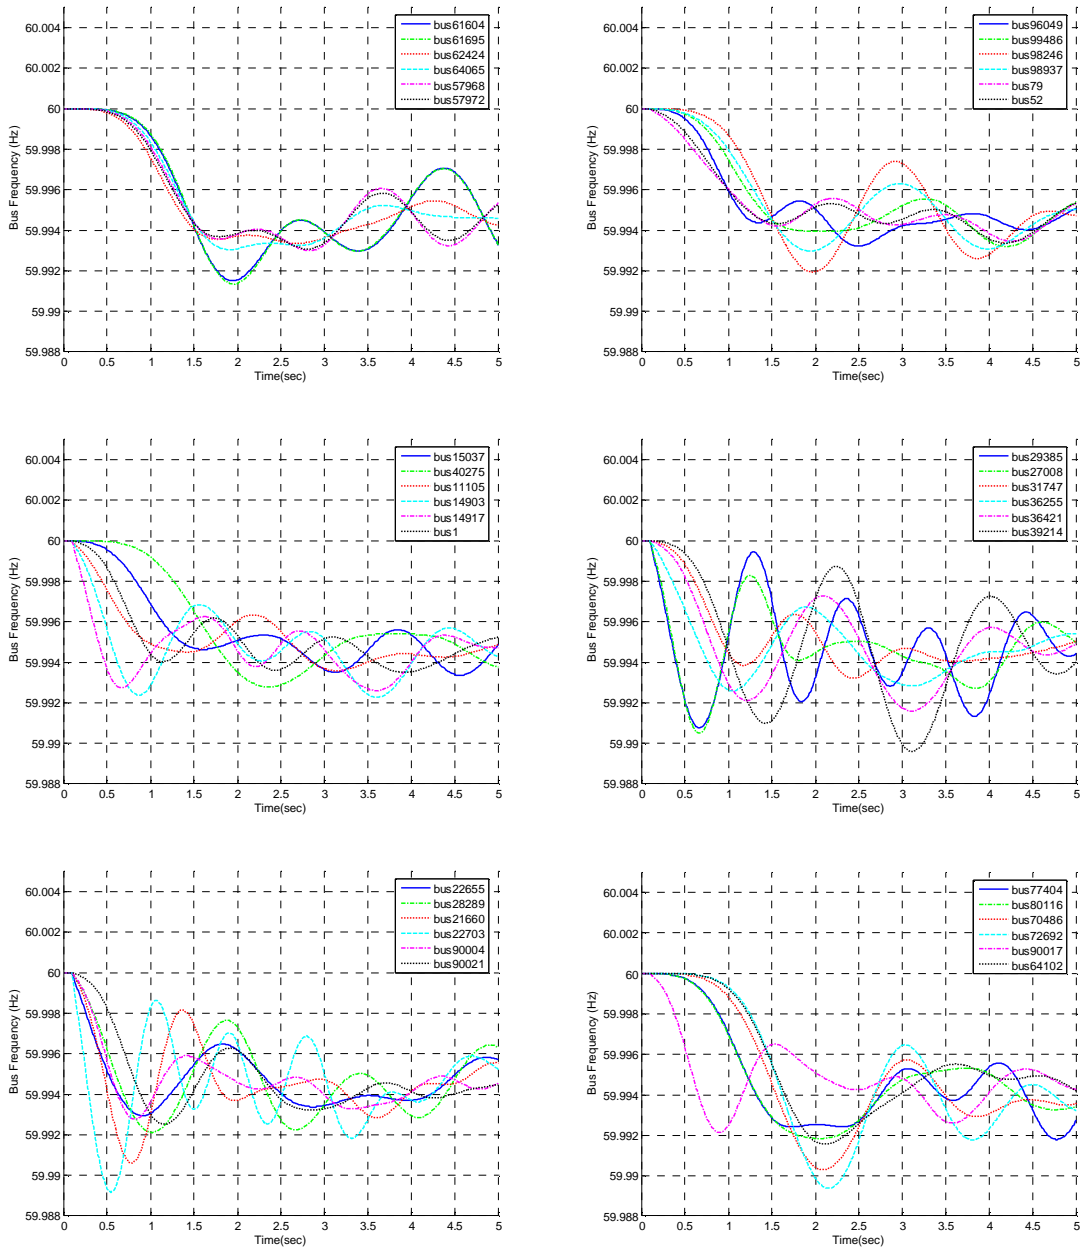 60.004
60.002
60
59.998
59.996
59.994
59.992
59.99
59.988
Bus Frequency (Hz)
0 0.5 1 1.5 2 2.5 3 3.5 4 4.5 5
Time(sec)
bus61604
bus61695
bus62424
bus64065
bus57968
bus57972
60.004
60.002
60
59.998
59.996
59.994
59.992
59.99
59.988
Bus Frequency (Hz)
0 0.5 1 1.5 2 2.5 3 3.5 4 4.5 5
Time(sec)
bus96049
bus99486
bus98246
bus98937
bus79
bus52
60.004
60.002
60
59.998
59.996
59.994
59.992
59.99
59.988
Bus Frequency (Hz)
0 0.5 1 1.5 2 2.5 3 3.5 4 4.5 5
Time(sec)
bus15037
bus40275
bus11105
bus14903
bus14917
bus1
60.004
60.002
60
59.998
59.996
59.994
59.992
59.99
59.988
Bus Frequency (Hz)
0 0.5 1 1.5 2 2.5 3 3.5 4 4.5 5
Time(sec)
bus29385
bus27008
bus31747
bus36255
bus36421
bus39214
60.004
60.002
60
59.998
59.996
59.994
59.992
59.99
59.988
Bus Frequency (Hz)
0 0.5 1 1.5 2 2.5 3 3.5 4 4.5 5
Time(sec)
bus22655
bus28289
bus21660
bus22703
bus90004
bus90021
60.004
60.002
60
59.998
59.996
59.994
59.992
59.99
59.988
Bus Frequency (Hz)
0 0.5 1 1.5 2 2.5 3 3.5 4 4.5 5
Time(sec)
bus77404
bus80116
bus70486
bus72692
bus90017
bus64102